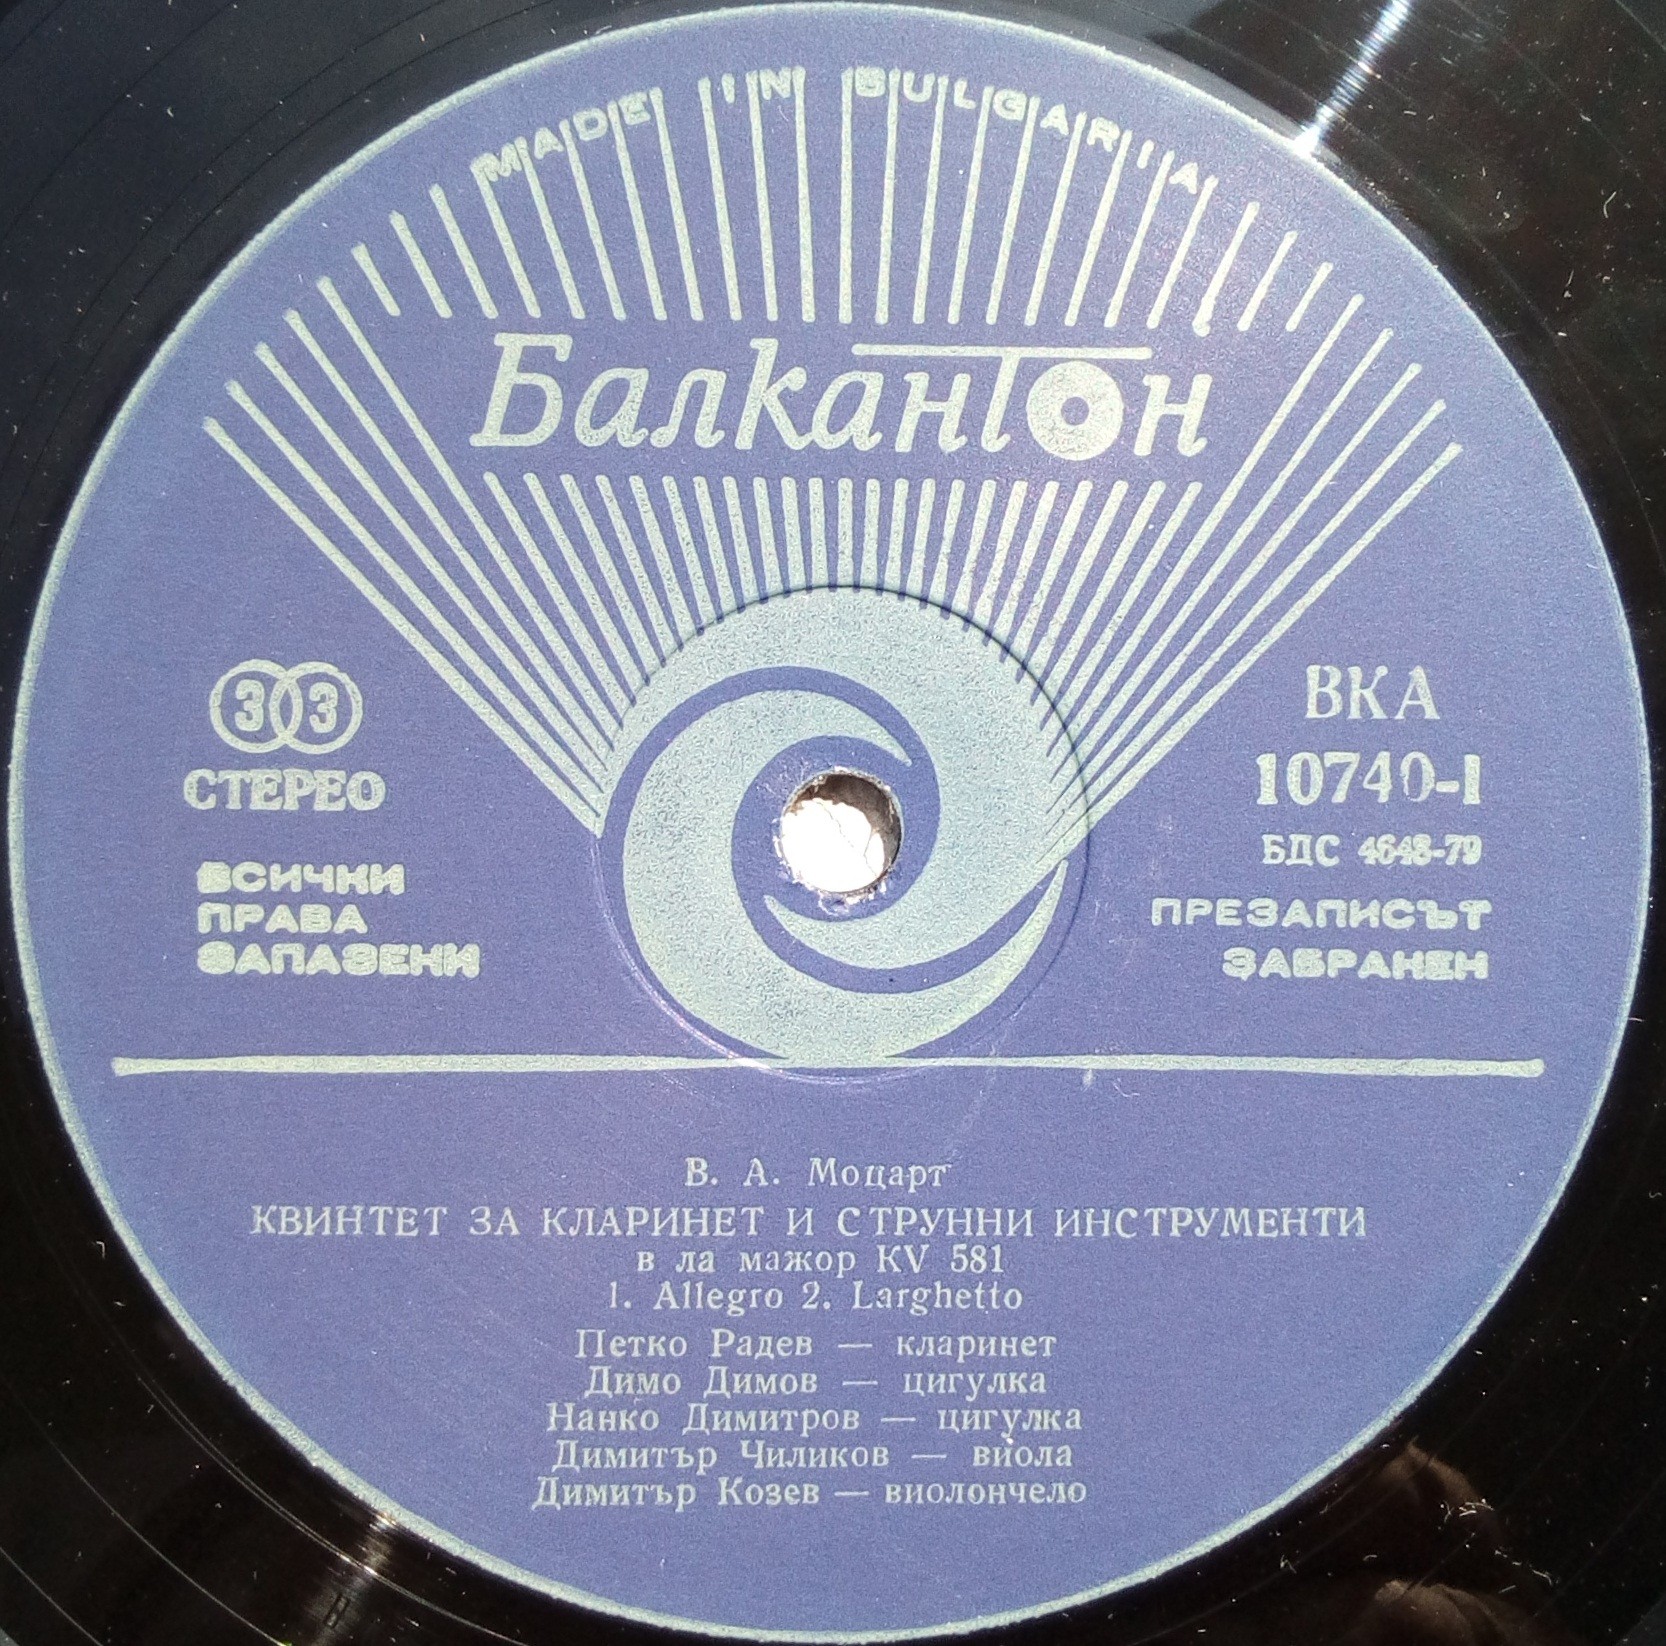 MADE IN BULGARIA
Балкантон
33
СТЕРЕО
ВСИЧКИ
ПРАВА
ЗАПАЗЕНИ
ВКА
10740-I
БДС 4648-79
ПРЕЗАПИСЪТ
ЗАБРАНЕН
В. А. Моцарт
КВИНТЕТ ЗА КЛАРИНЕТ И СТРУННИ ИНСТРУМЕНТИ
в ла мажор KV 581
1. Allegro 2. Larghetto
Петко Радев — кларинет
Димо Димов — цигулка
Нанко Димитров — цигулка
Димитър Чиликов — виола
Димитър Козев — виолончело